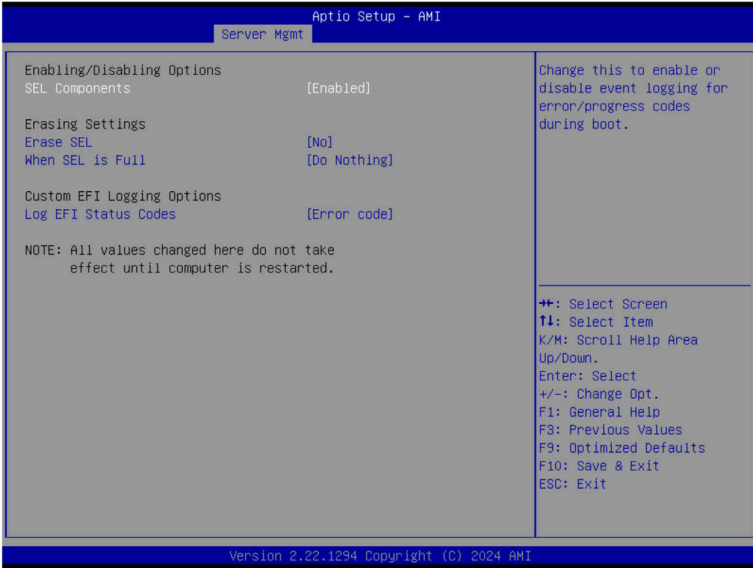 Aptio Setup – AMI
Server Mgmt
Enabling/Disabling Options
SEL Components [Enabled]
Erasing Settings
Erase SEL [No]
When SEL is Full [Do Nothing]
Custom EFI Logging Options
Log EFI Status Codes [Error code]
NOTE: All values changed here do not take
effect until computer is restarted.
Change this to enable or
disable event logging for
error/progress codes
during boot.
→←: Select Screen
↑↓: Select Item
K/M: Scroll Help Area
Up/Down.
Enter: Select
+/-: Change Opt.
F1: General Help
F3: Previous Values
F9: Optimized Defaults
F10: Save & Exit
ESC: Exit
Version 2.22.1294 Copyright (C) 2024 AMI